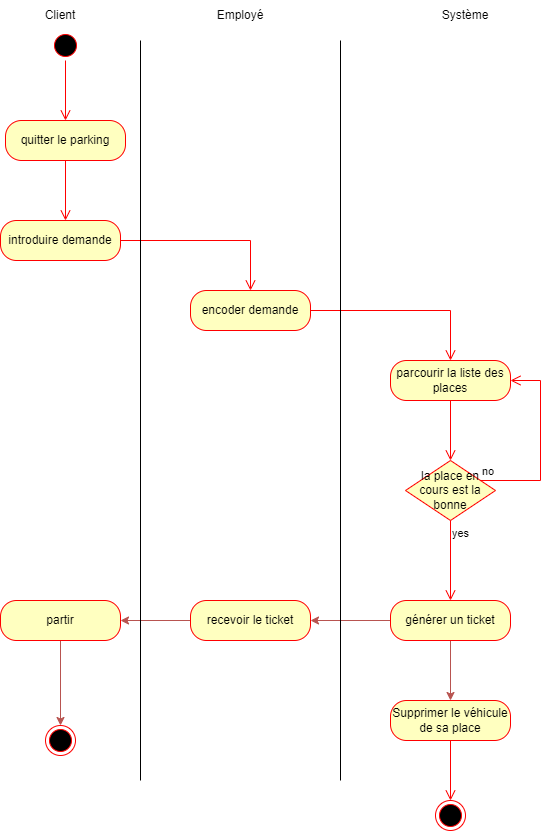 Client
Employé
Système
quitter le parking
introduire demande
encoder demande
parcourir la liste des
places
no
la place en
cours est la
bonne
yes
partir
recevoir le ticket
générer un ticket
Supprimer le véhicule
de sa place